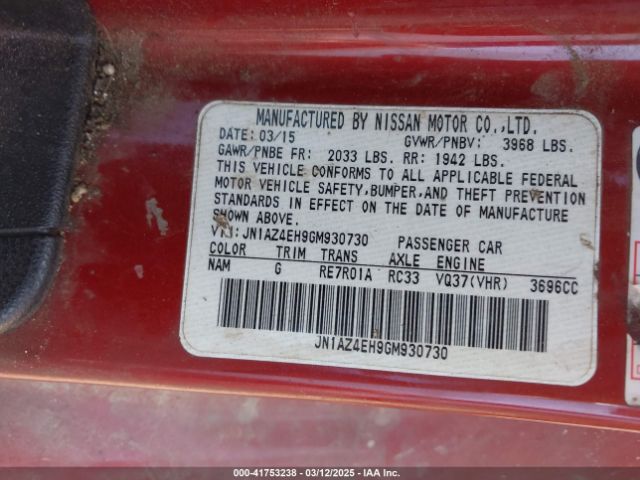 MANUFACTURED BY NISSAN MOTOR CO.,LTD.
DATE: 03/15 GVWR/PNBV: 3968 LBS.
GAWR/PNBE FR: 2033 LBS. RR: 1942 LBS.
THIS VEHICLE CONFORMS TO ALL APPLICABLE FEDERAL
MOTOR VEHICLE SAFETY,BUMPER,AND THEFT PREVENTION
STANDARDS IN EFFECT ON THE DATE OF MANUFACTURE
SHOWN ABOVE.
VIN: JN1AZ4EH9GM930730 PASSENGER CAR
COLOR TRIM TRANS AXLE ENGINE
NAM G RE7R01A RC33 VQ37(VHR) 3696CC
JN1AZ4EH9GM930730
000-41753238 - 03/12/2025 - IAA Inc.